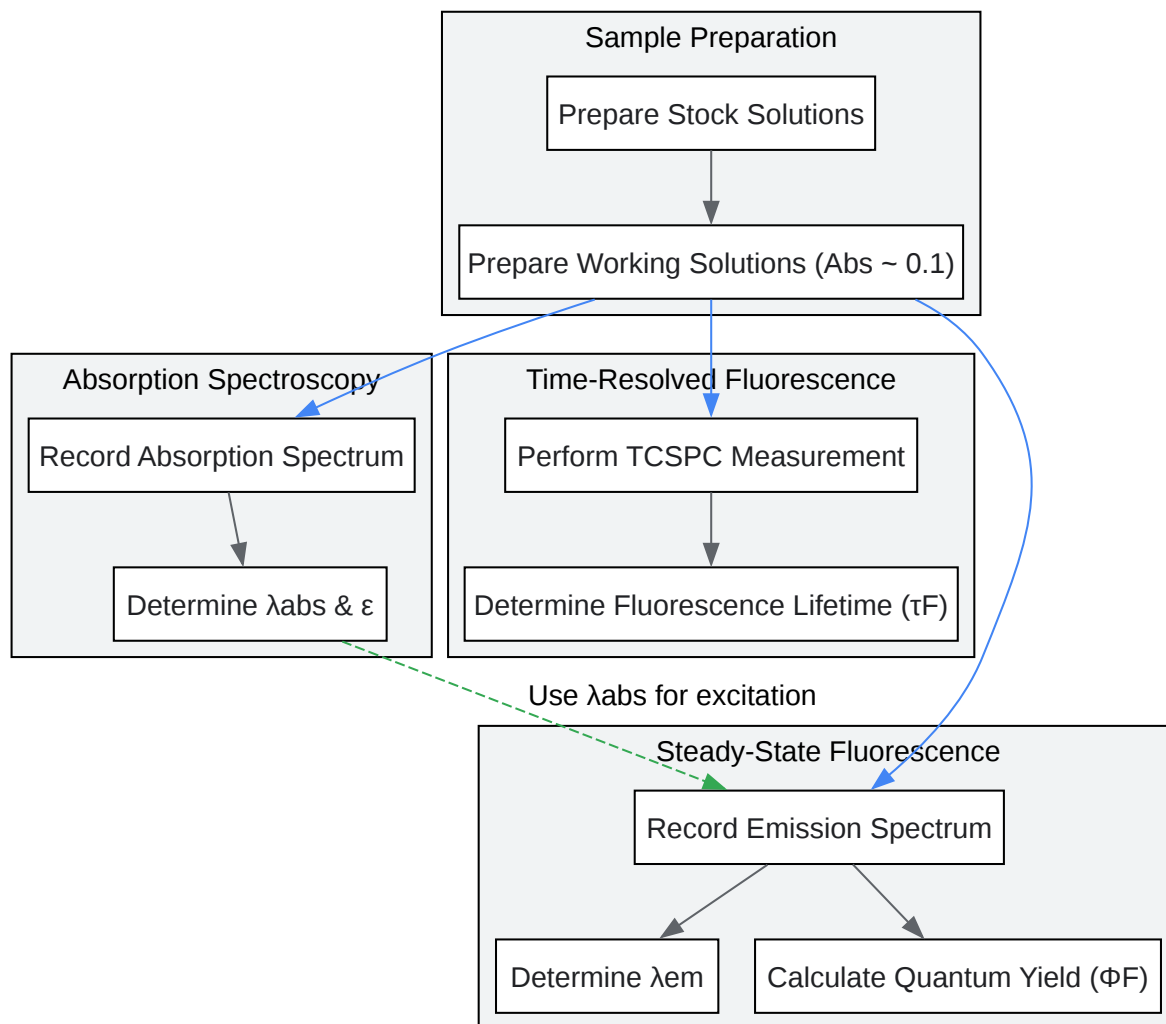 Sample Preparation
Prepare Stock Solutions
Prepare Working Solutions (Abs ~ 0.1)
Absorption Spectroscopy
Record Absorption Spectrum
Determine λabs & ε
Time-Resolved Fluorescence
Perform TCSPC Measurement
Determine Fluorescence Lifetime (τF)
Use λabs for excitation
Steady-State Fluorescence
Record Emission Spectrum
Determine λem
Calculate Quantum Yield (ΦF)